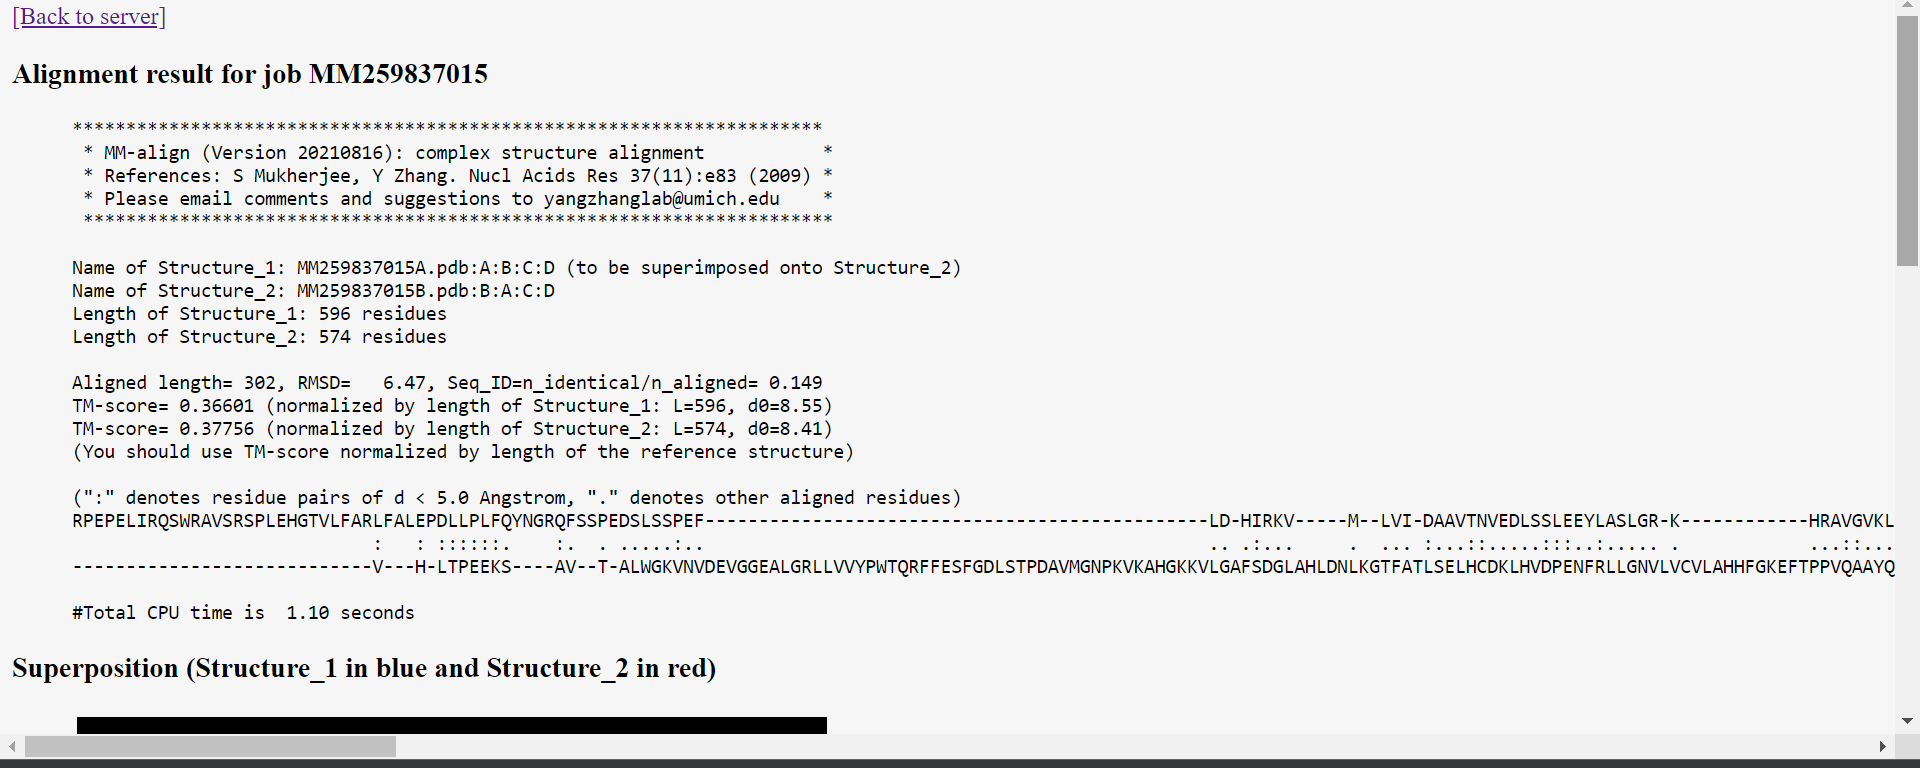 [Back to server]
Alignment result for job MM259837015
**********************************************************************
* MM-align (Version 20210816): complex structure alignment *
* References: S Mukherjee, Y Zhang. Nucl Acids Res 37(11):e83 (2009) *
* Please email comments and suggestions to yangzhanglab@umich.edu *
**********************************************************************
Name of Structure_1: MM259837015A.pdb:A:B:C:D (to be superimposed onto Structure_2)
Name of Structure_2: MM259837015B.pdb:B:A:C:D
Length of Structure_1: 596 residues
Length of Structure_2: 574 residues
Aligned length= 302, RMSD=   6.47, Seq_ID=n_identical/n_aligned= 0.149
TM-score= 0.36601 (normalized by length of Structure_1: L=596, d0=8.55)
TM-score= 0.37756 (normalized by length of Structure_2: L=574, d0=8.41)
(You should use TM-score normalized by length of the reference structure)
(":" denotes residue pairs of d < 5.0 Angstrom, "." denotes other aligned residues)
RPEPELIRQSWRAVSRSPLEHGTVLFARLFALEPDLLPLFQYNGRQFSSPEDSLSSPEF-----------------------------------------------LD-HIRKV-----M--LVI-DAAVTNVEDLSSLEEYLASLGR-K------------HRAVGVKL
:   : ::::::.    :.  . .....:..                                               .. .:...     .  ... :...::.....:::..:..... .            ...::...
----------------------------V---H-LTPEEKS----AV--T-ALWGKVNVDEVGGEALGRLLVVYPWTQRFFESFGDLSTPDAVMGNPKVKAHGKKVLGAFSDGLAHLDNLKGTFATLSELHCDKLHVDPENFRLLGNVLVCVLAHHFGKEFTPPVQAAYQ
#Total CPU time is  1.10 seconds
Superposition (Structure_1 in blue and Structure_2 in red)